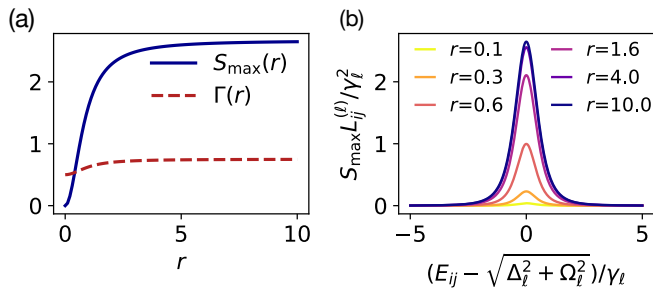 (a)
2
1
0
S_max(r)
Γ(r)
0 5 10
r
(b)
S_max L_ij^(ℓ)/γ_ℓ^2
2
1
0
r=0.1 r=1.6
r=0.3 r=4.0
r=0.6 r=10.0
−5 0 5
(E_ij − √(Δ_ℓ^2 + Ω_ℓ^2))/γ_ℓ